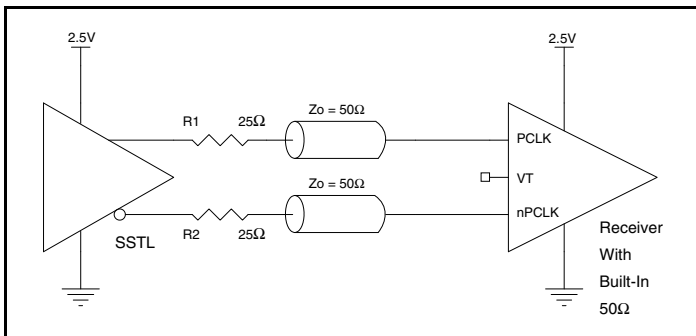 2.5V
2.5V
R1
25Ω
Zo = 50Ω
PCLK
VT
Zo = 50Ω
nPCLK
SSTL
R2
25Ω
Receiver
With
Built-In
50Ω